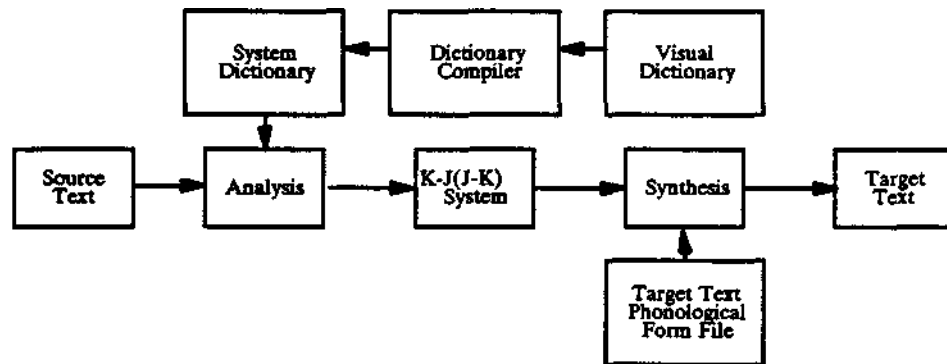 System
Dictionary
Dictionary
Compiler
Visual
Dictionary
Source
Text
Analysis
K-J(J-K)
System
Synthesis
Target
Text
Target Text
Phonological
Form File